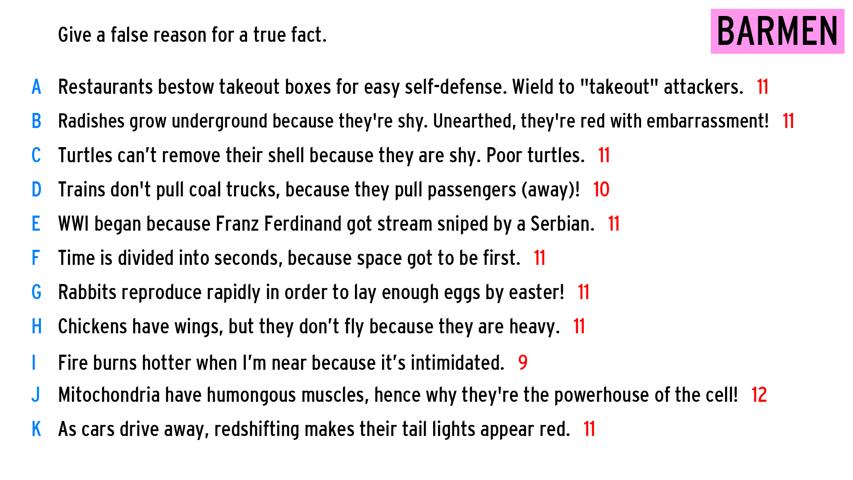 Give a false reason for a true fact.
BARMEN
A Restaurants bestow takeout boxes for easy self-defense. Wield to "takeout" attackers. 11
B Radishes grow underground because they're shy. Unearthed, they're red with embarrassment! 11
C Turtles can’t remove their shell because they are shy. Poor turtles. 11
D Trains don't pull coal trucks, because they pull passengers (away)! 10
E WWI began because Franz Ferdinand got stream sniped by a Serbian. 11
F Time is divided into seconds, because space got to be first. 11
G Rabbits reproduce rapidly in order to lay enough eggs by easter! 11
H Chickens have wings, but they don’t fly because they are heavy. 11
I Fire burns hotter when I’m near because it’s intimidated. 9
J Mitochondria have humongous muscles, hence why they're the powerhouse of the cell! 12
K As cars drive away, redshifting makes their tail lights appear red. 11